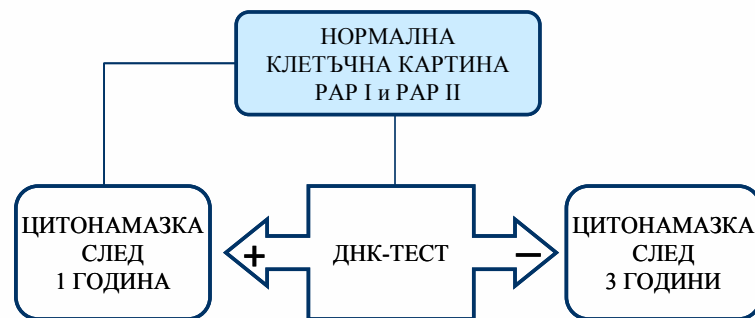 НОРМАЛНА
КЛЕТЪЧНА КАРТИНА
PAP I и PAP II
ЦИТОНАМАЗКА
СЛЕД
1 ГОДИНА
+
ДНК-ТЕСТ
–
ЦИТОНАМАЗКА
СЛЕД
3 ГОДИНИ